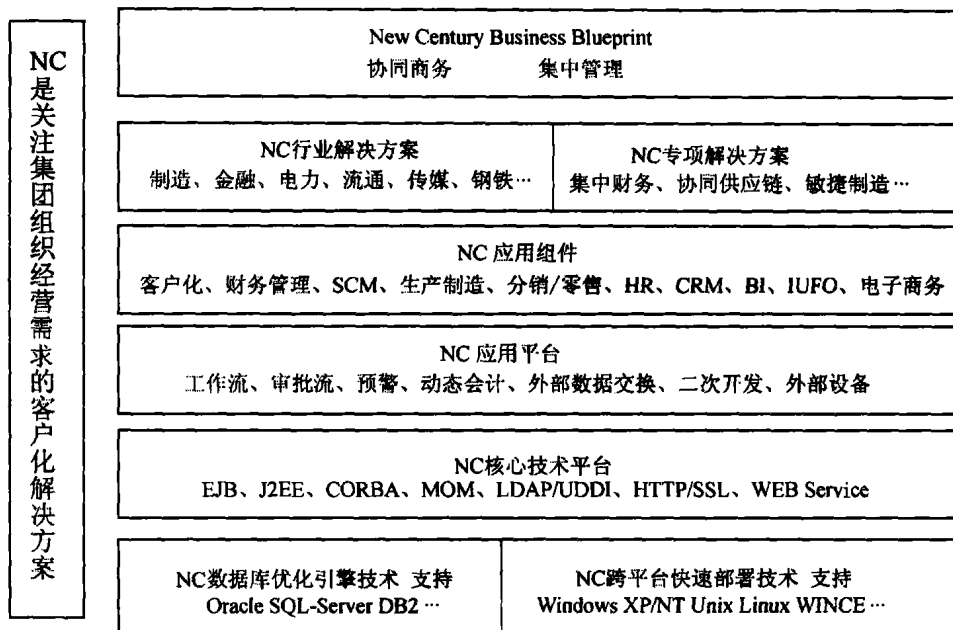 NC是关注集团组织经营需求的客户化解决方案
New Century Business Blueprint
协同商务 集中管理
NC行业解决方案
制造、金融、电力、流通、传媒、钢铁…
NC专项解决方案
集中财务、协同供应链、敏捷制造…
NC 应用组件
客户化、财务管理、SCM、生产制造、分销/零售、HR、CRM、BI、IUFO、电子商务
NC 应用平台
工作流、审批流、预警、动态会计、外部数据交换、二次开发、外部设备
NC核心技术平台
EJB、J2EE、CORBA、MOM、LDAP/UDDI、HTTP/SSL、WEB Service
NC数据库优化引擎技术 支持
Oracle SQL-Server DB2 …
NC跨平台快速部署技术 支持
Windows XP/NT Unix Linux WINCE …